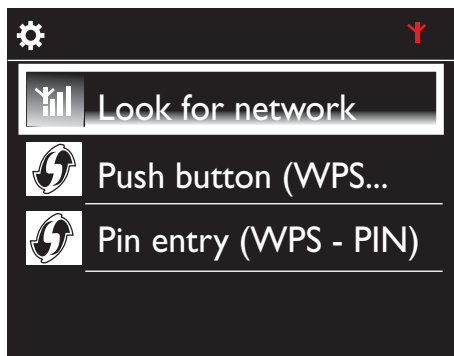 Look for network
Push button (WPS...
Pin entry (WPS - PIN)